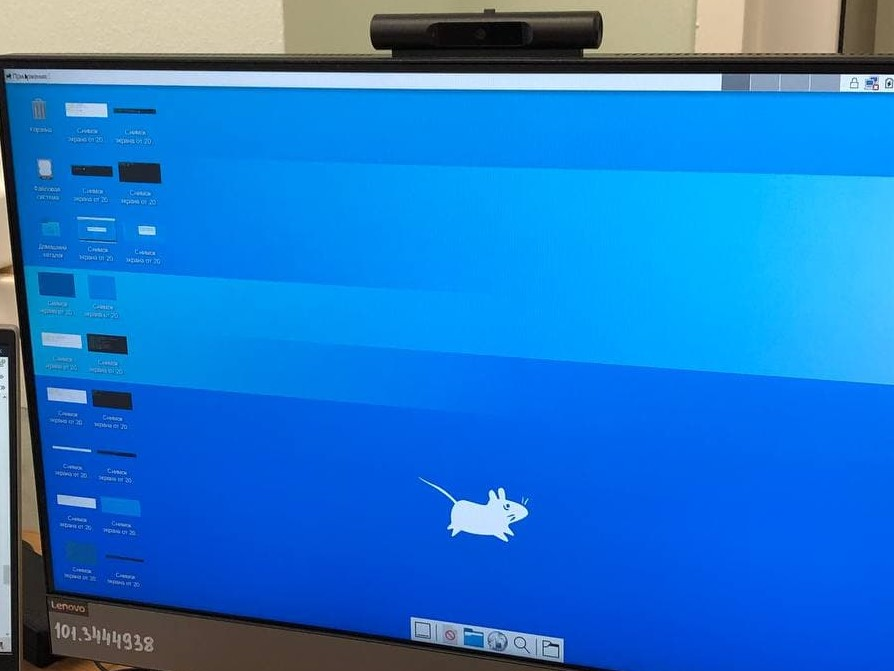 Приложения
Корзина
Снимок
экрана от 20...
Снимок
экрана от 20...
Файловая
система
Снимок
экрана от 20...
Снимок
экрана от 20...
Домашний
каталог
Снимок
экрана от 20...
Снимок
экрана от 20...
Снимок
экрана от 20...
Снимок
экрана от 20...
Снимок
экрана от 20...
Снимок
экрана от 20...
Снимок
экрана от 20...
Снимок
экрана от 20...
Снимок
экрана от 20...
Снимок
экрана от 20...
Снимок
экрана от 20...
Снимок
экрана от 20...
Снимок
экрана от 20...
Снимок
экрана от 20...
Lenovo
101.3444938